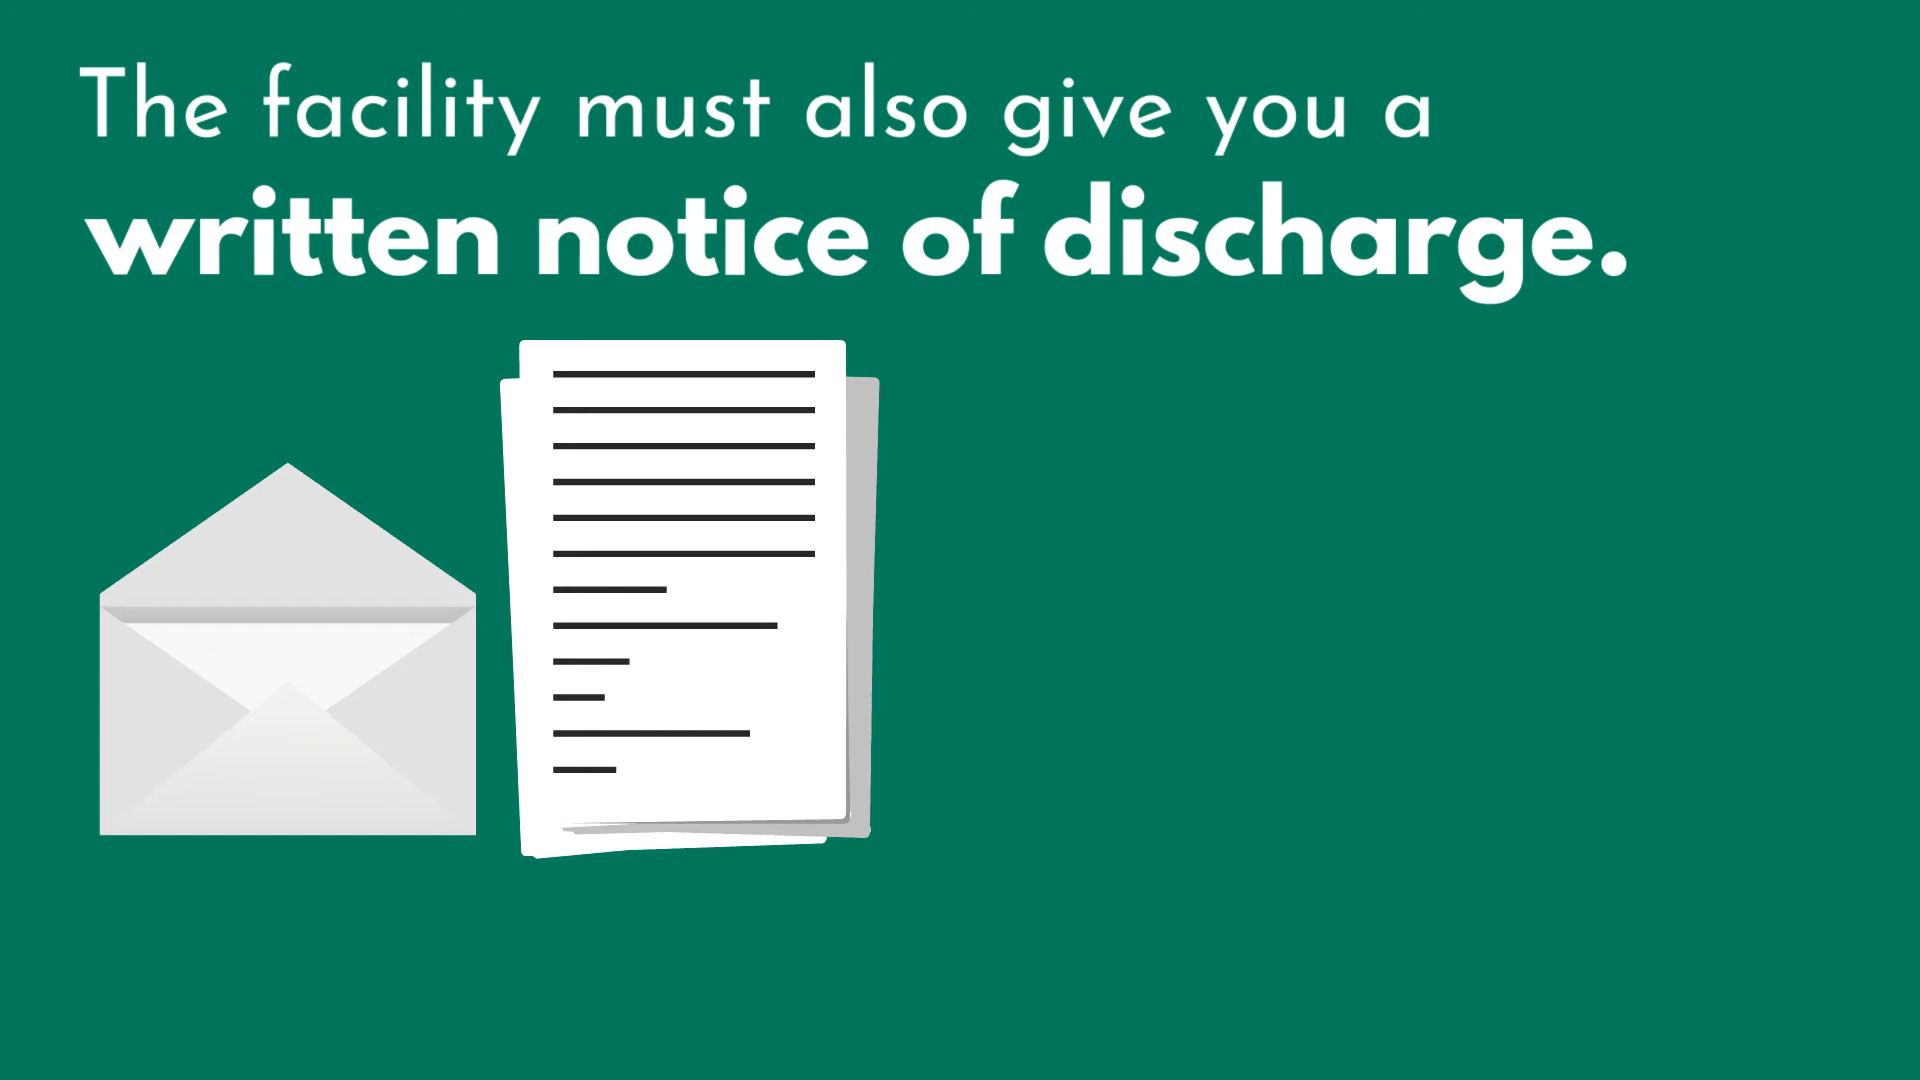 The facility must also give you a
written notice of discharge.